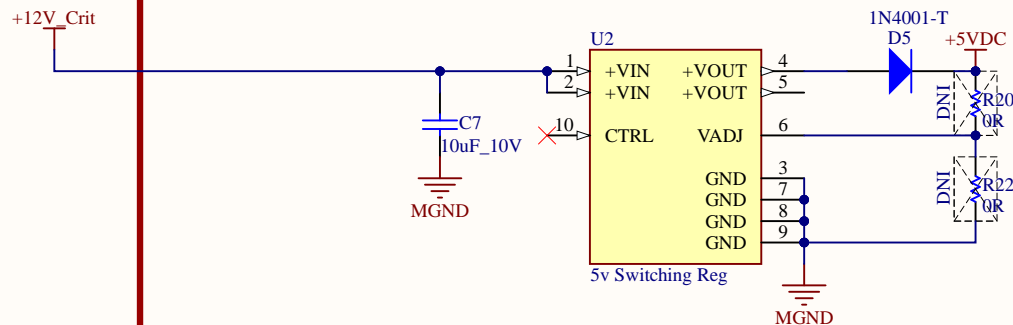 +12V_Crit
1N4001-T
D5
+5VDC
U2
1
+VIN
+VOUT
4
2
+VIN
+VOUT
5
DNI
R20
0R
C7
10uF_10V
10
CTRL
VADJ
6
MGND
GND
3
GND
7
GND
8
GND
9
DNI
R22
0R
5v Switching Reg
MGND